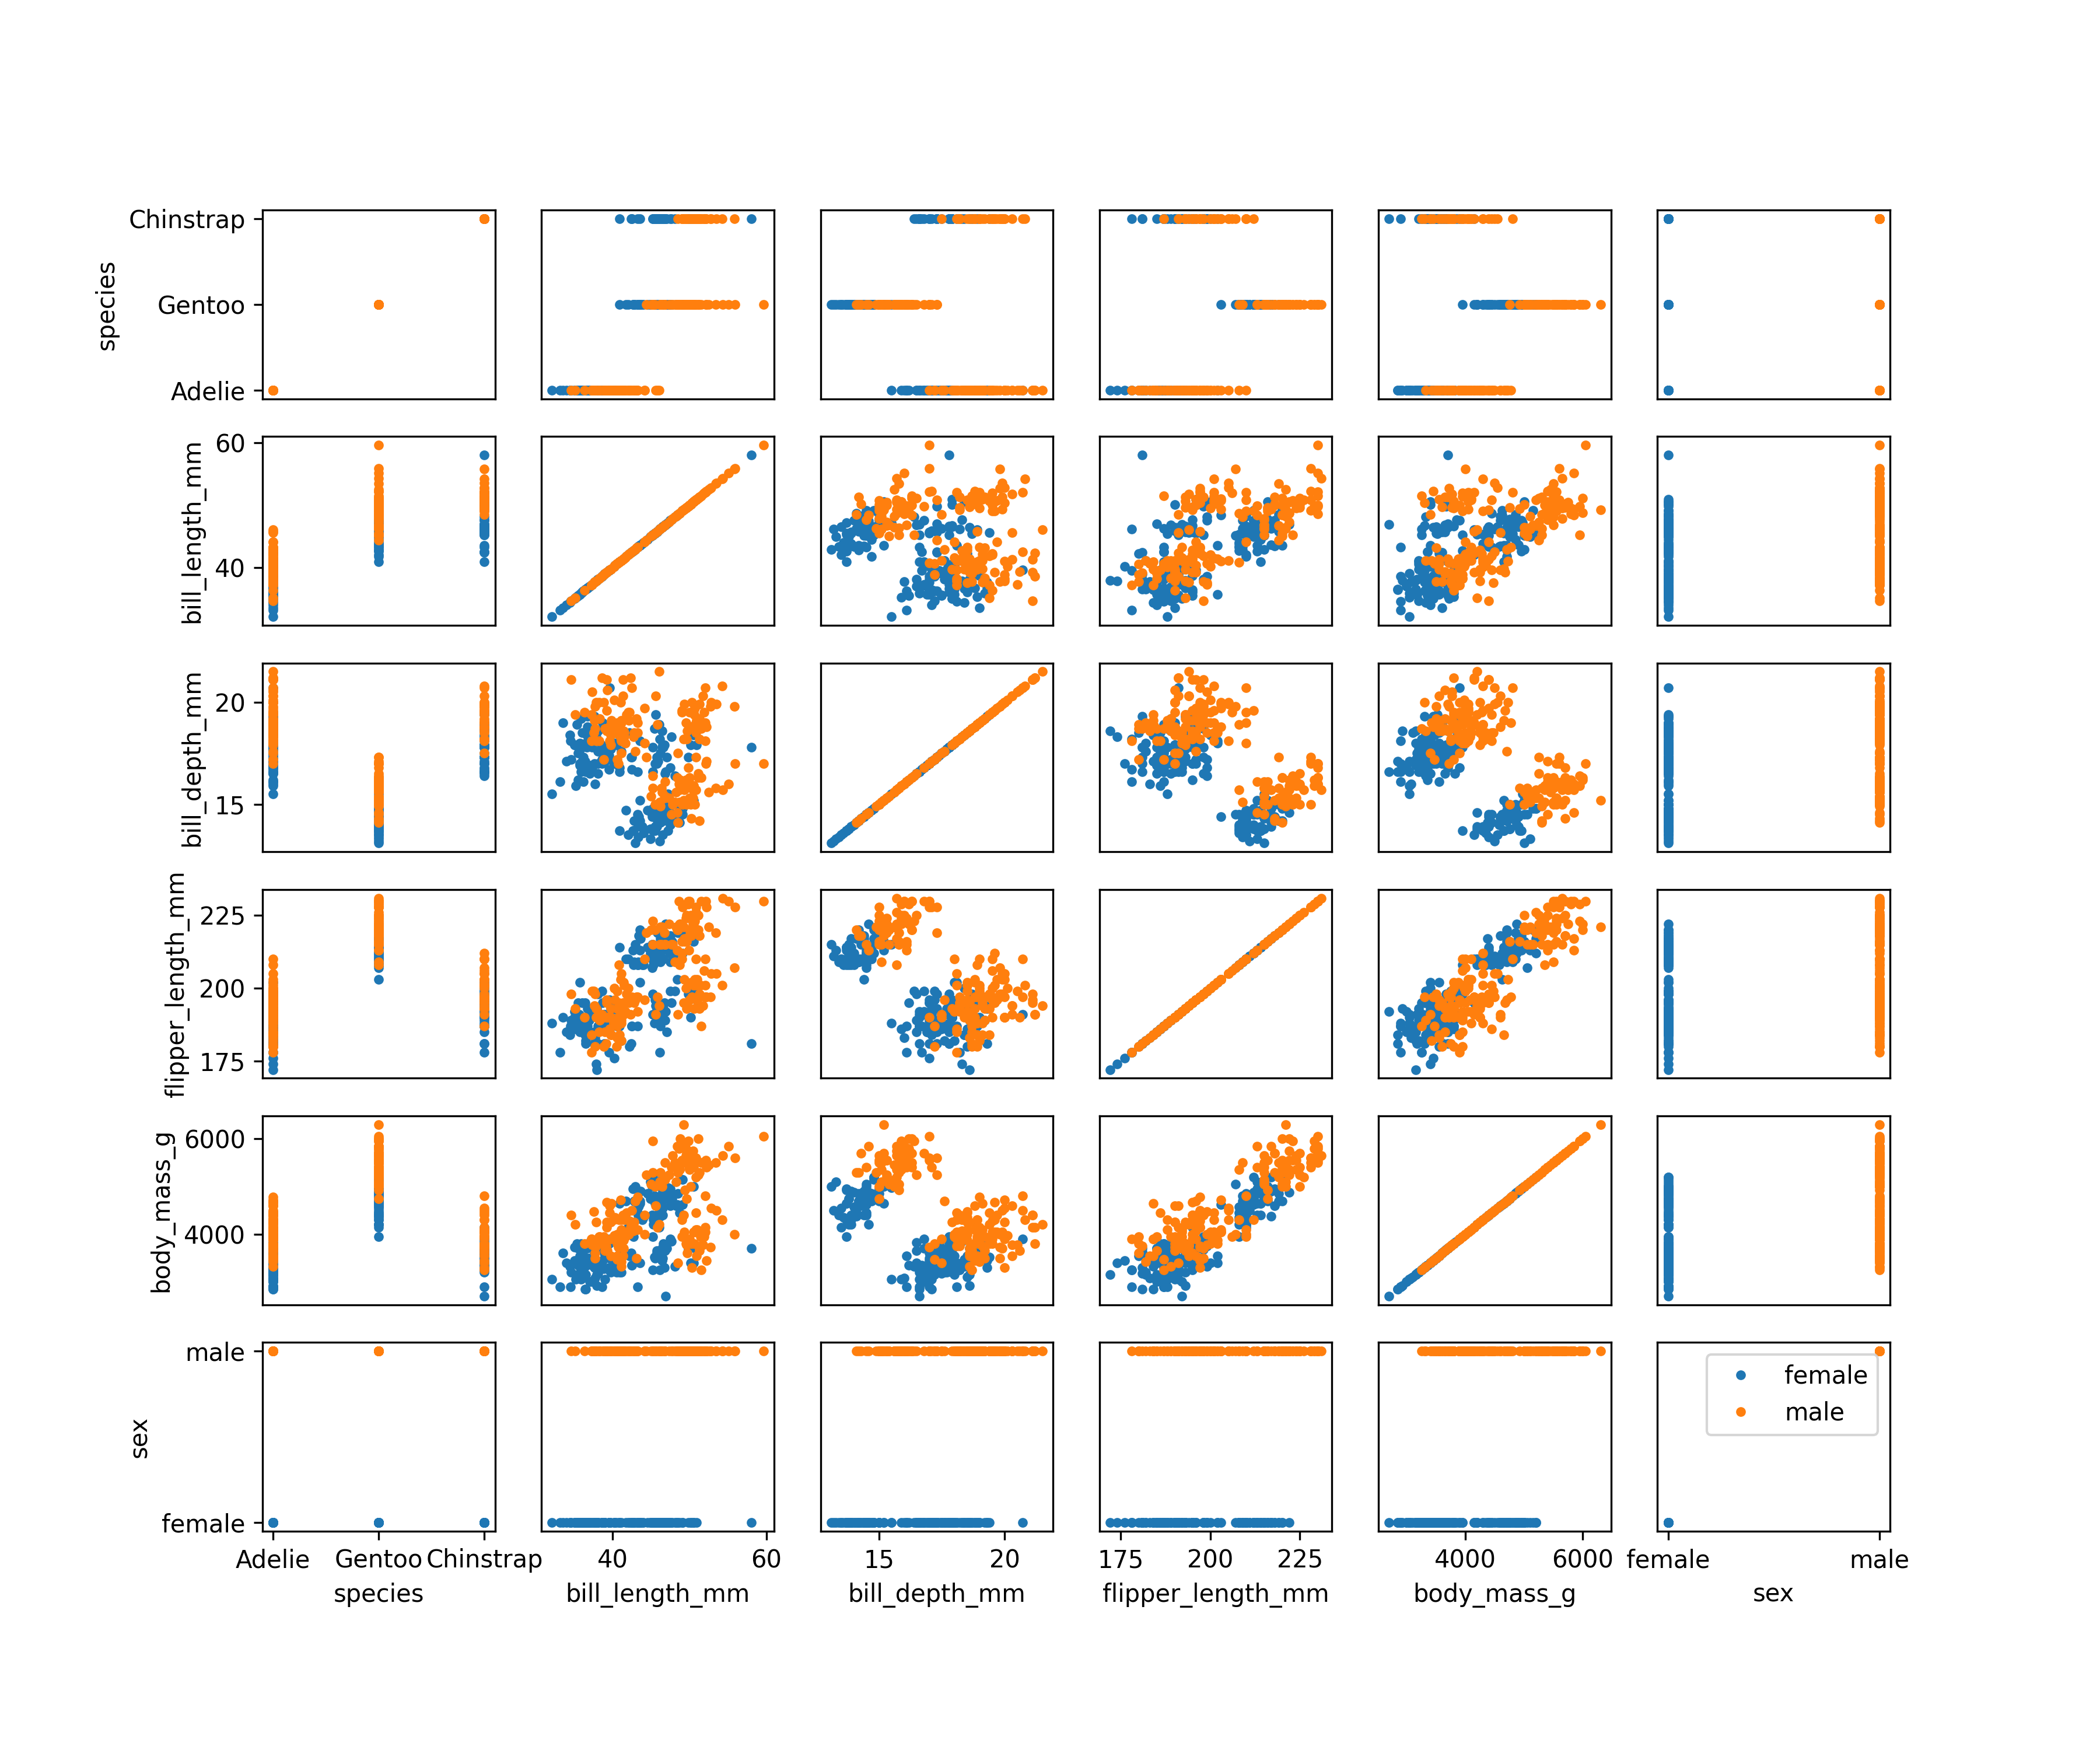 Chinstrap
Gentoo
Adelie
species
60
40
bill_length_mm
20
15
bill_depth_mm
225
200
175
flipper_length_mm
6000
4000
body_mass_g
male
female
sex
female
male
Adelie Gentoo Chinstrap 40 60 15 20 175 200 225 4000 6000 female male
species bill_length_mm bill_depth_mm flipper_length_mm body_mass_g sex